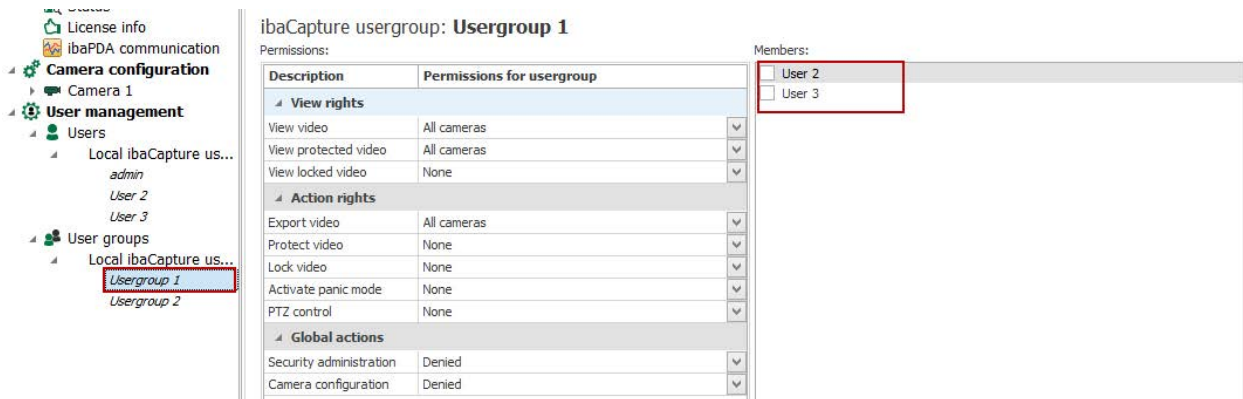 Status
License info
ibaPDA communication
Camera configuration
Camera 1
User management
Users
Local ibaCapture us...
admin
User 2
User 3
User groups
Local ibaCapture us...
Usergroup 1
Usergroup 2
ibaCapture usergroup: Usergroup 1
Permissions:
Description Permissions for usergroup
View rights
View video All cameras
View protected video All cameras
View locked video None
Action rights
Export video All cameras
Protect video None
Lock video None
Activate panic mode None
PTZ control None
Global actions
Security administration Denied
Camera configuration Denied
Members:
User 2
User 3